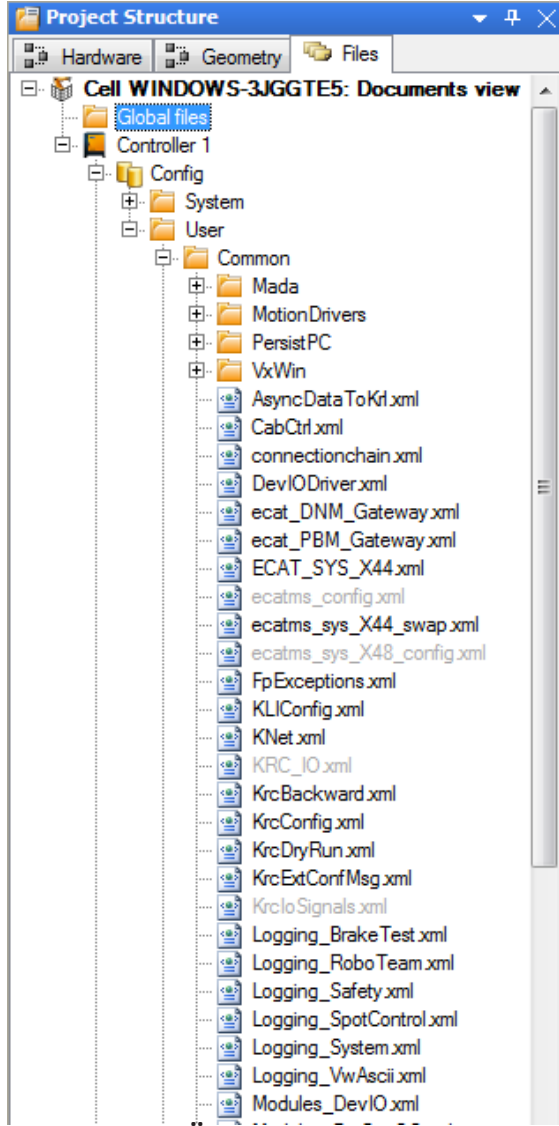 Project Structure
Hardware Geometry Files
Cell WINDOWS-3JGGTE5: Documents view
Global files
Controller 1
Config
System
User
Common
Mada
MotionDrivers
PersistPC
VxWin
AsyncDataToKrl.xml
CabCtrl.xml
connectionchain.xml
DevIODriver.xml
ecat_DNM_Gateway.xml
ecat_PBM_Gateway.xml
ECAT_SYS_X44.xml
ecatms_config.xml
ecatms_sys_X44_swap.xml
ecatms_sys_X48_config.xml
FpExceptions.xml
KLIConfig.xml
KNet.xml
KRC_IO.xml
KrcBackward.xml
KrcConfig.xml
KrcDryRun.xml
KrcExtConfMsg.xml
KrcIoSignals.xml
Logging_BrakeTest.xml
Logging_RoboTeam.xml
Logging_Safety.xml
Logging_SpotControl.xml
Logging_System.xml
Logging_VwAscii.xml
Modules_DevIO.xml